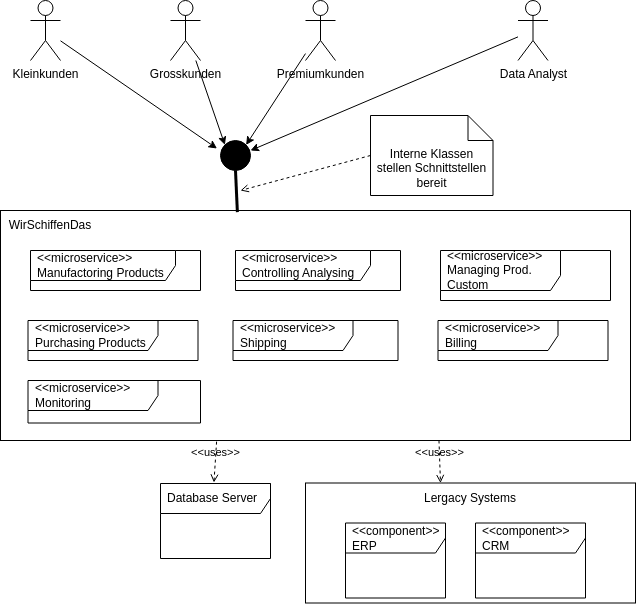 Kleinkunden
Grosskunden
Premiumkunden
Data Analyst
Interne Klassen
stellen Schnittstellen
bereit
WirSchiffenDas
<<microservice>>
Manufactoring Products
<<microservice>>
Controlling Analysing
<<microservice>>
Managing Prod.
Custom
<<microservice>>
Purchasing Products
<<microservice>>
Shipping
<<microservice>>
Billing
<<microservice>>
Monitoring
<<uses>>
<<uses>>
Database Server
Lergacy Systems
<<component>>
ERP
<<component>>
CRM